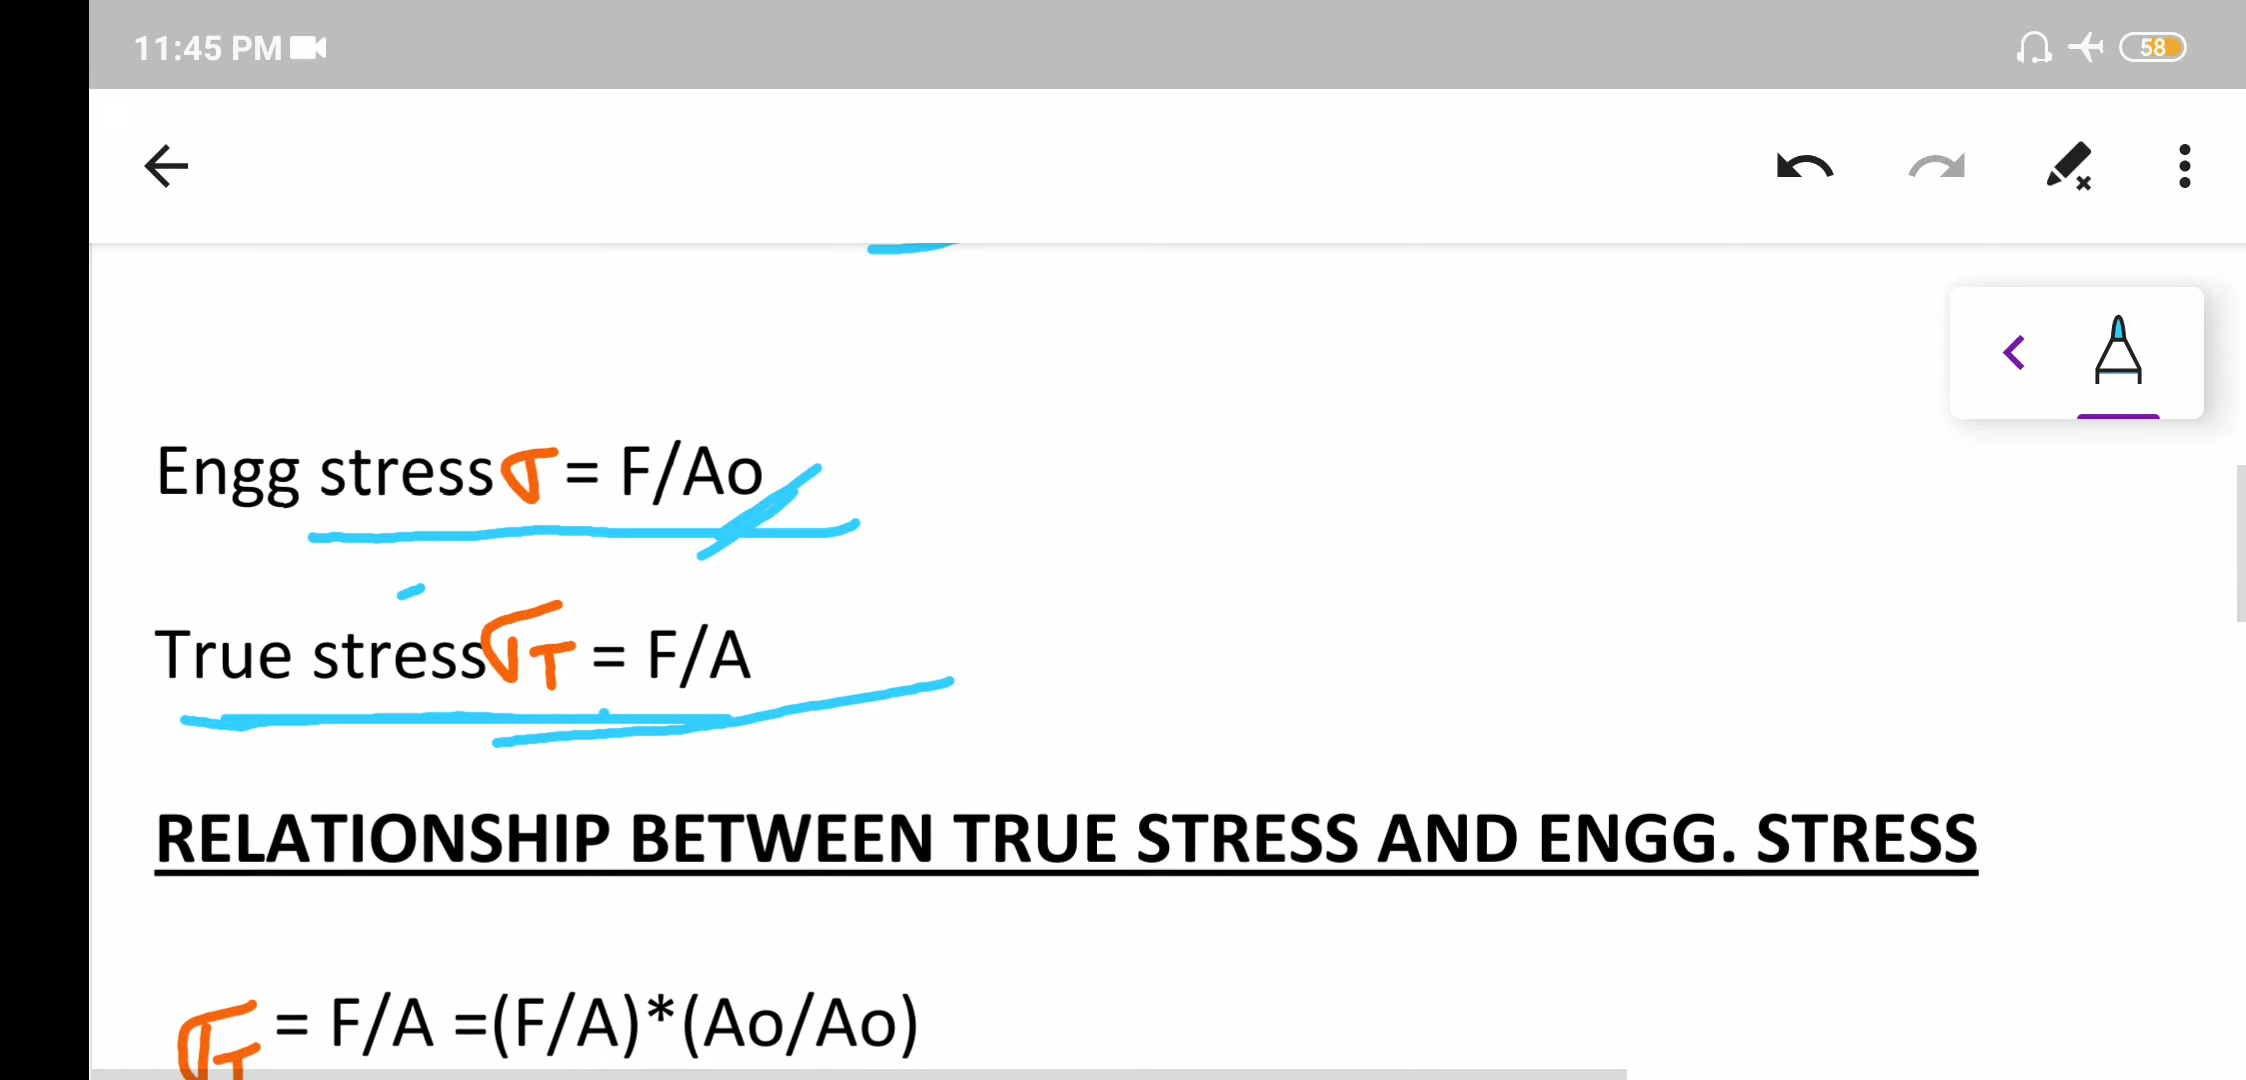 11:45 PM
58
Engg stress σ = F/Ao
True stress σT = F/A
RELATIONSHIP BETWEEN TRUE STRESS AND ENGG. STRESS
σT = F/A =(F/A)*(Ao/Ao)